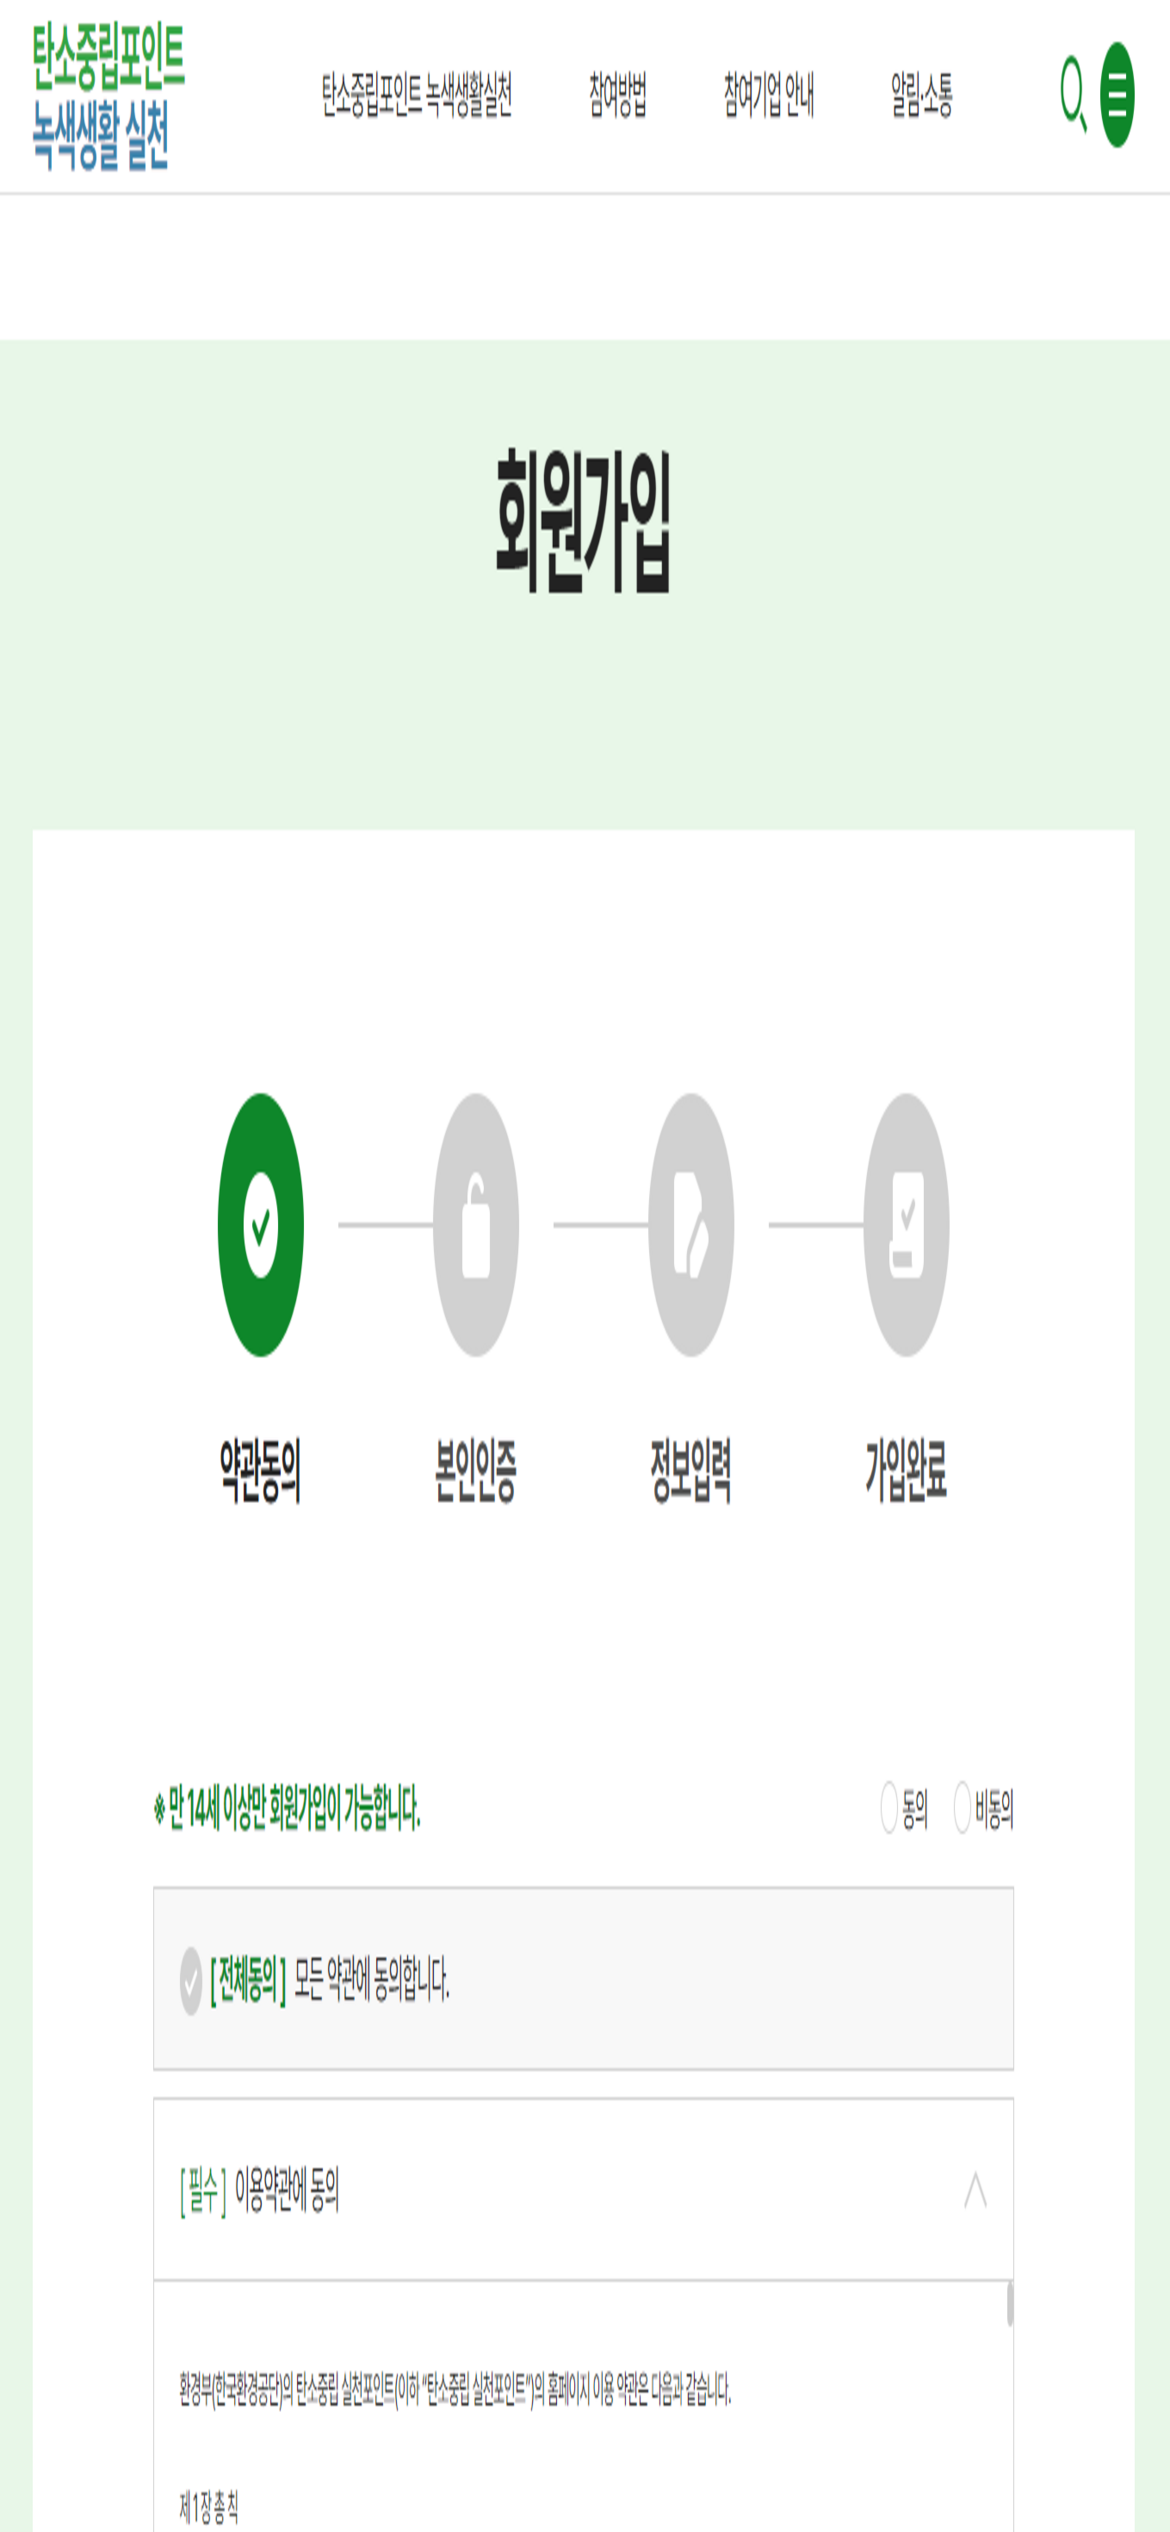 탄소중립포인트
녹색생활 실천
탄소중립포인트 녹색생활실천 참여방법 참여기업 안내 알림·소통
회원가입
약관동의 본인인증 정보입력 가입완료
※ 만 14세 이상만 회원가입이 가능합니다. 동의 비동의
[ 전체동의 ] 모든 약관에 동의합니다.
[ 필수 ] 이용약관에 동의
환경부(한국환경공단)의 탄소중립 실천포인트(이하 “탄소중립 실천포인트”)의 홈페이지 이용 약관은 다음과 같습니다.
제 1 장 총 칙